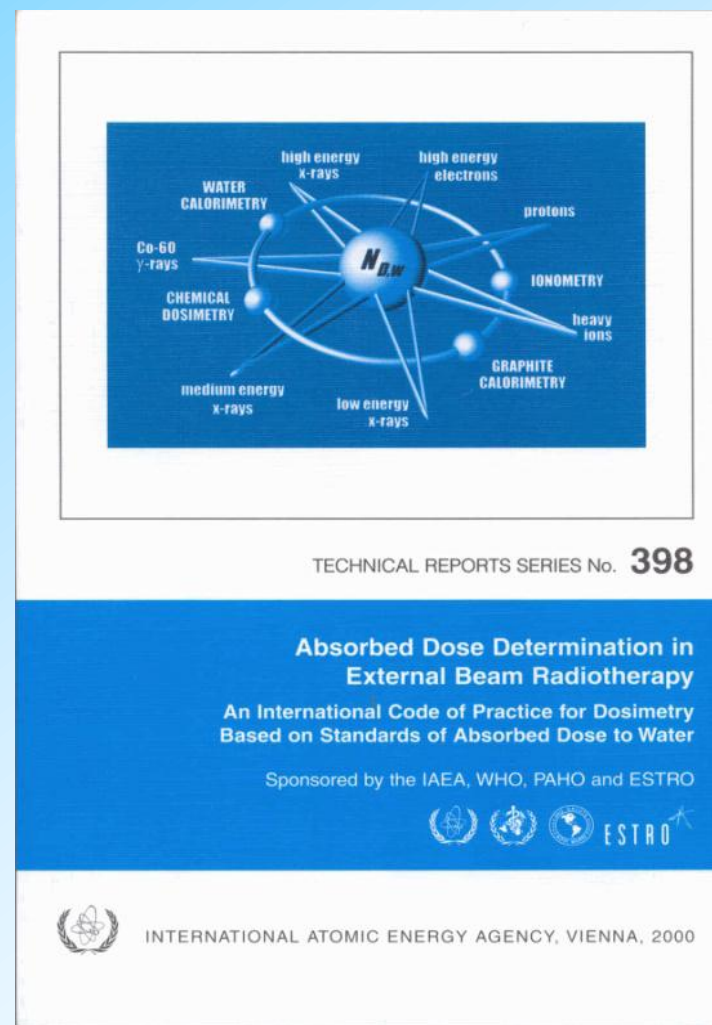 high energy
x-rays
high energy
electrons
WATER
CALORIMETRY
protons
Co-60
γ-rays
N D,w
IONOMETRY
CHEMICAL
DOSIMETRY
heavy
ions
GRAPHITE
CALORIMETRY
medium energy
x-rays
low energy
x-rays
TECHNICAL REPORTS SERIES No. 398
Absorbed Dose Determination in
External Beam Radiotherapy
An International Code of Practice for Dosimetry
Based on Standards of Absorbed Dose to Water
Sponsored by the IAEA, WHO, PAHO and ESTRO
ESTRO
INTERNATIONAL ATOMIC ENERGY AGENCY, VIENNA, 2000